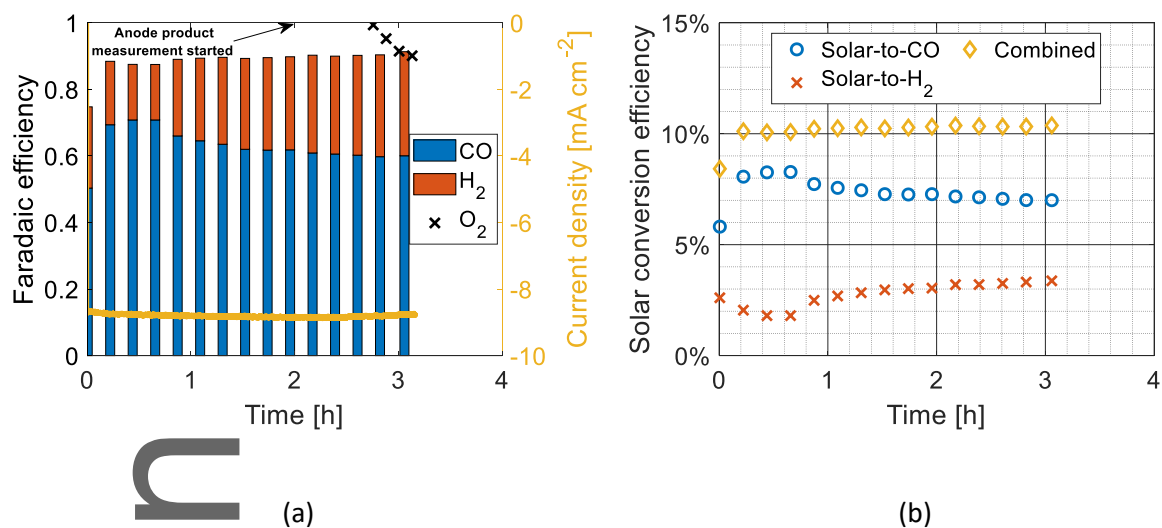 Anode product
measurement started
1
0.8
0.6
0.4
0.2
0
0
-2
-4
-6
-8
-10
0
1
2
3
4
Faradaic efficiency
Current density [mA cm⁻²]
CO
H₂
O₂
Time [h]
n
(a)
15%
10%
5%
0%
0
1
2
3
4
Solar conversion efficiency
Solar-to-CO
Combined
Solar-to-H₂
Time [h]
(b)